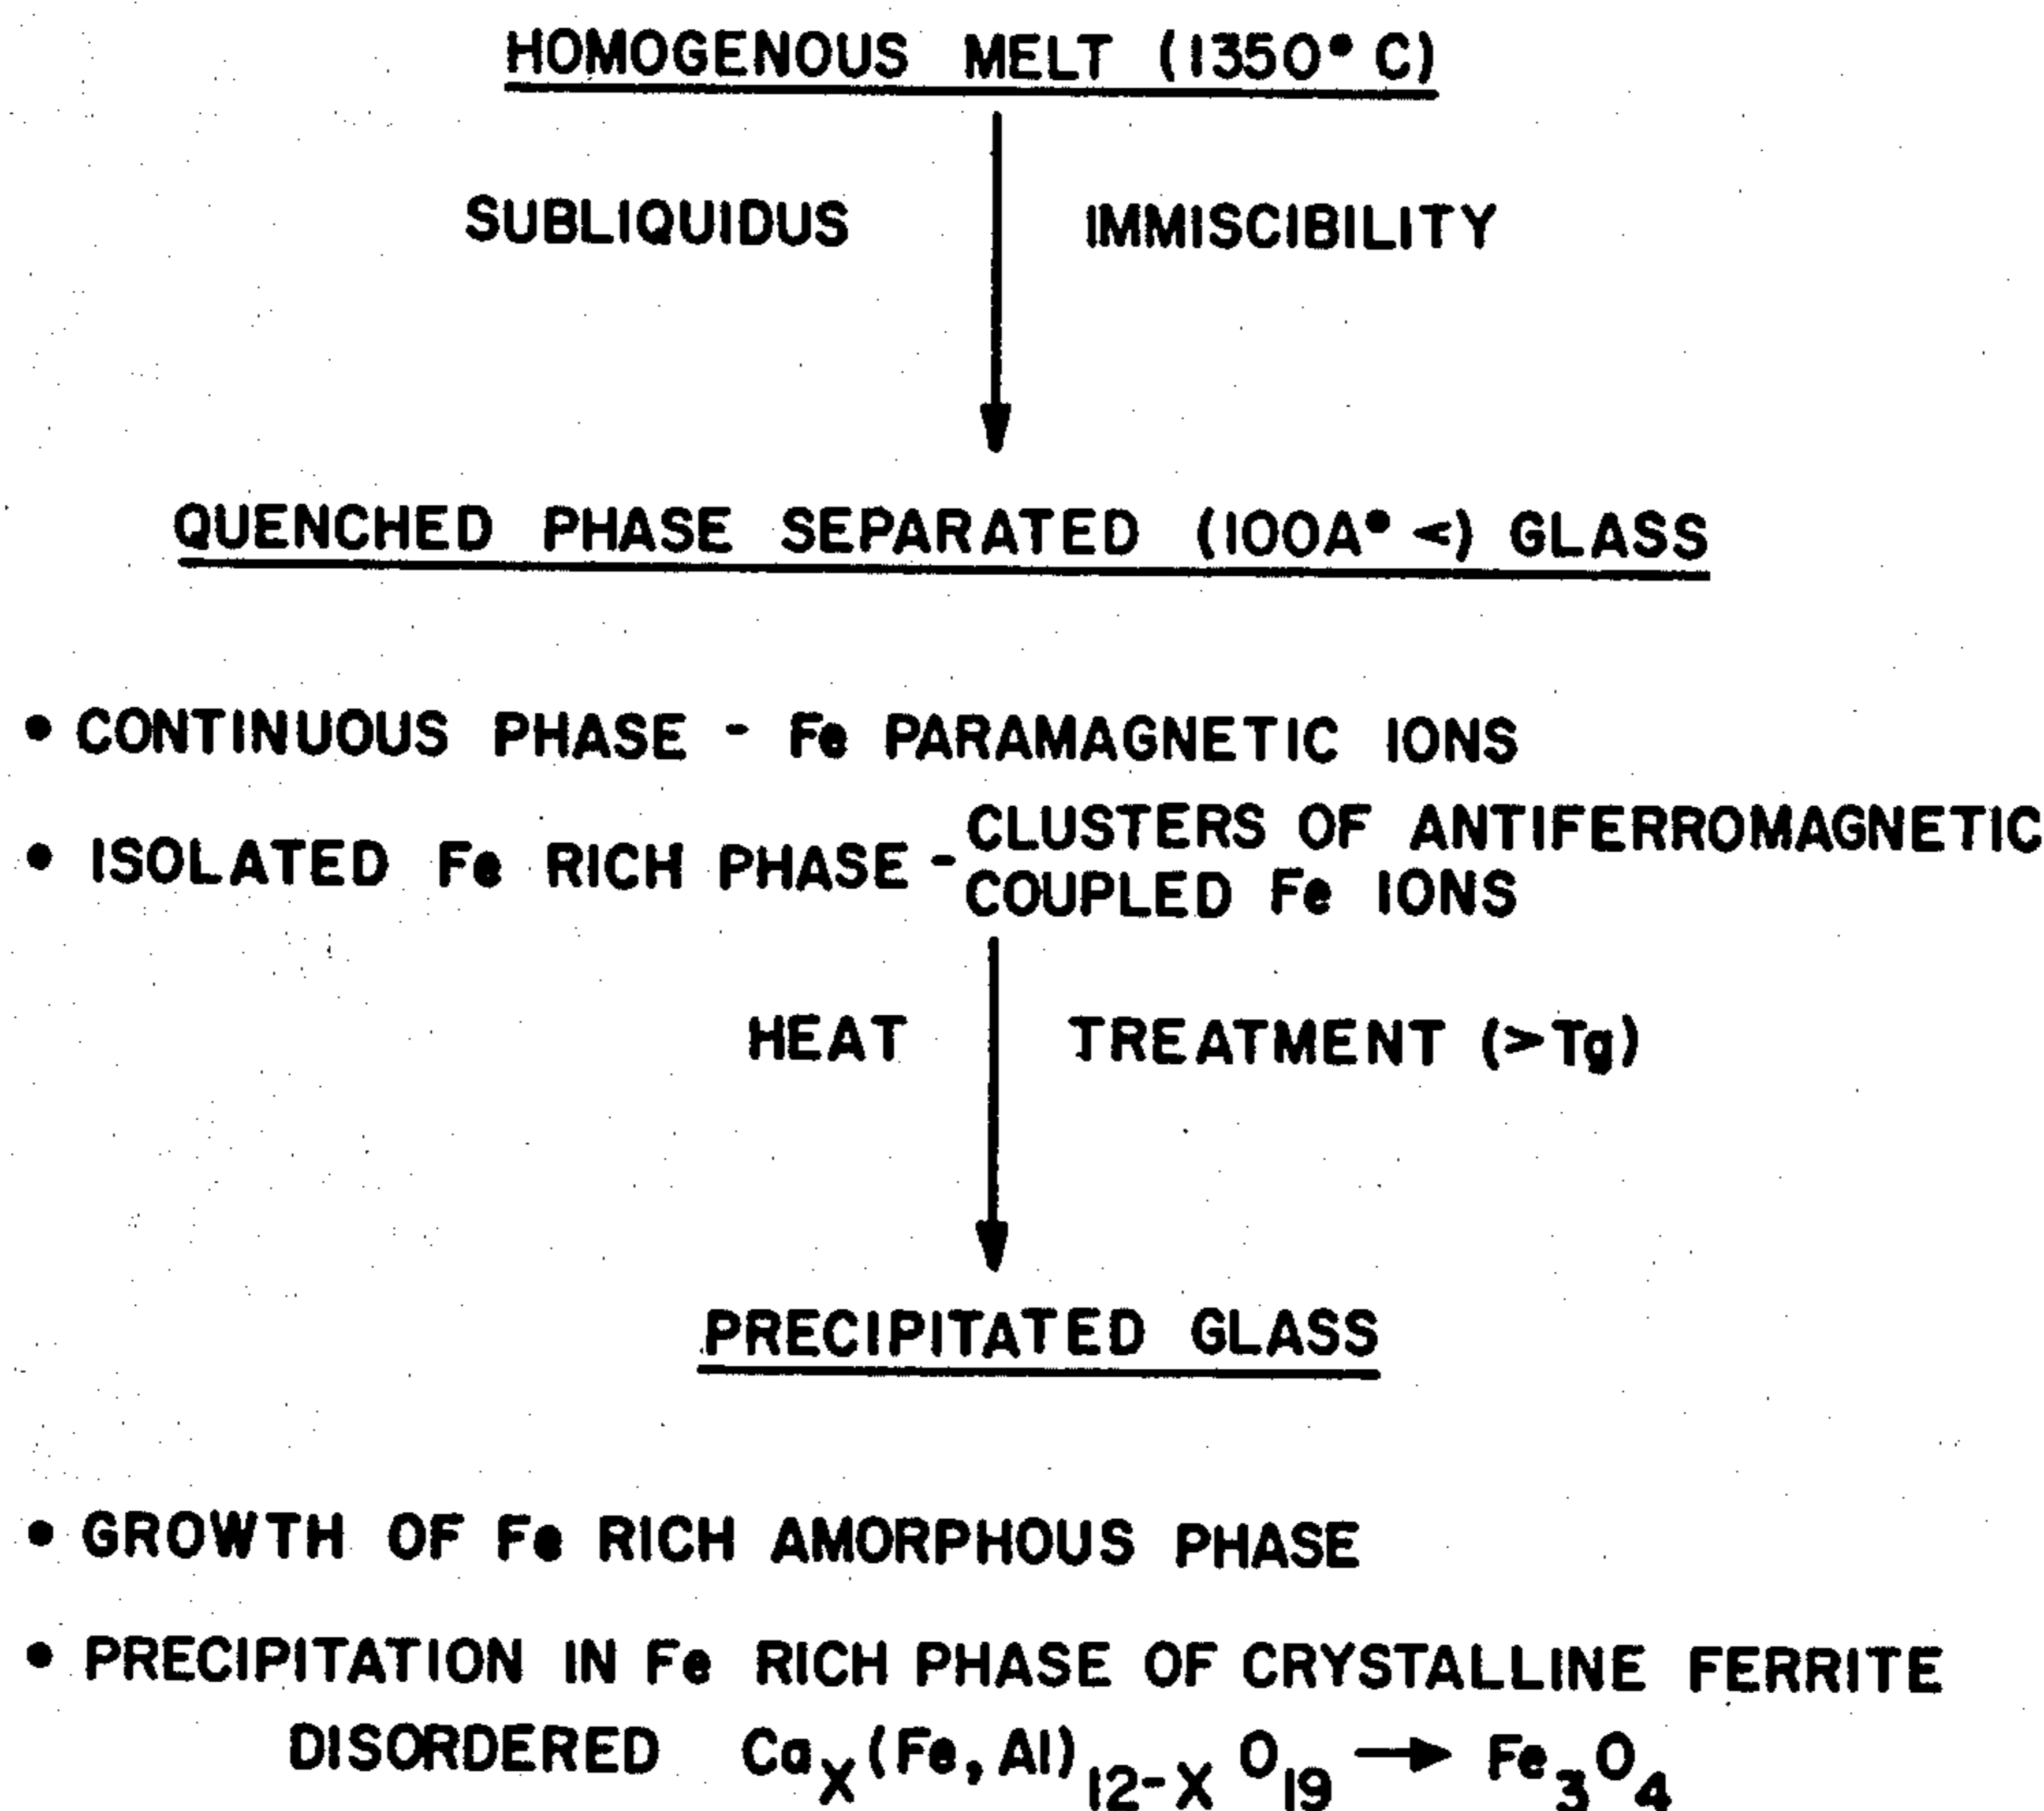 HOMOGENOUS MELT (1350° C)
SUBLIQUIDUS IMMISCIBILITY
QUENCHED PHASE SEPARATED (100A° <) GLASS
• CONTINUOUS PHASE - Fe PARAMAGNETIC IONS
• ISOLATED Fe RICH PHASE - CLUSTERS OF ANTIFERROMAGNETIC
COUPLED Fe IONS
HEAT TREATMENT (>Tg)
PRECIPITATED GLASS
• GROWTH OF Fe RICH AMORPHOUS PHASE
• PRECIPITATION IN Fe RICH PHASE OF CRYSTALLINE FERRITE
DISORDERED Caₓ(Fe, Al)₁₂₋ₓ O₁₉ → Fe₃O₄